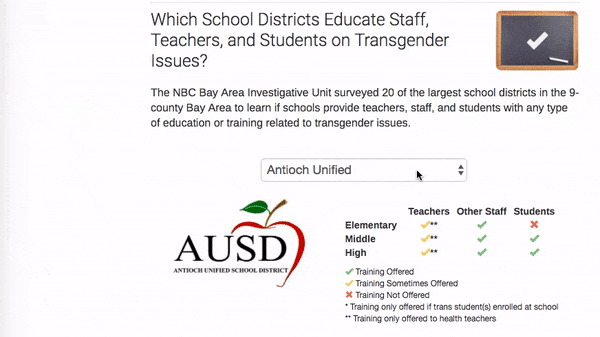 Which School Districts Educate Staff,
Teachers, and Students on Transgender
Issues?
The NBC Bay Area Investigative Unit surveyed 20 of the largest school districts in the 9-
county Bay Area to learn if schools provide teachers, staff, and students with any type
of education or training related to transgender issues.
Antioch Unified
AUSD
ANTIOCH UNIFIED SCHOOL DISTRICT
Teachers Other Staff Students
Elementary ✔** ✔ ✖
Middle ✔** ✔ ✔
High ✔** ✔ ✔
✔ Training Offered
✔ Training Sometimes Offered
✖ Training Not Offered
* Training only offered if trans student(s) enrolled at school
** Training only offered to health teachers